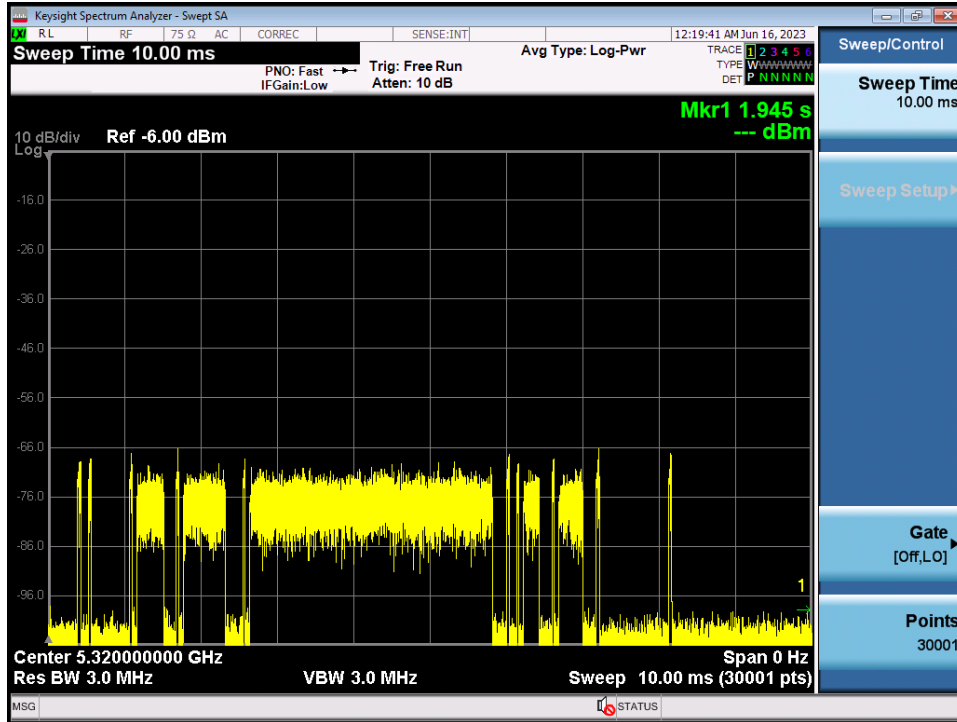 Keysight Spectrum Analyzer - Swept SA
LXI RL RF 75 Ω AC CORREC SENSE:INT 12:19:41 AM Jun 16, 2023
Sweep Time 10.00 ms
PNO: Fast
IFGain:Low
Trig: Free Run
Atten: 10 dB
Avg Type: Log-Pwr
TRACE 1 2 3 4 5 6
TYPE WWWWWW
DET P N N N N N
Mkr1 1.945 s
--- dBm
10 dB/div Ref -6.00 dBm
Log
-16.0
-26.0
-36.0
-46.0
-56.0
-66.0
-76.0
-86.0
-96.0
1
Center 5.320000000 GHz Span 0 Hz
Res BW 3.0 MHz VBW 3.0 MHz Sweep 10.00 ms (30001 pts)
MSG STATUS
Sweep/Control
Sweep Time
10.00 ms
Sweep Setup
Gate
[Off,LO]
Points
30001